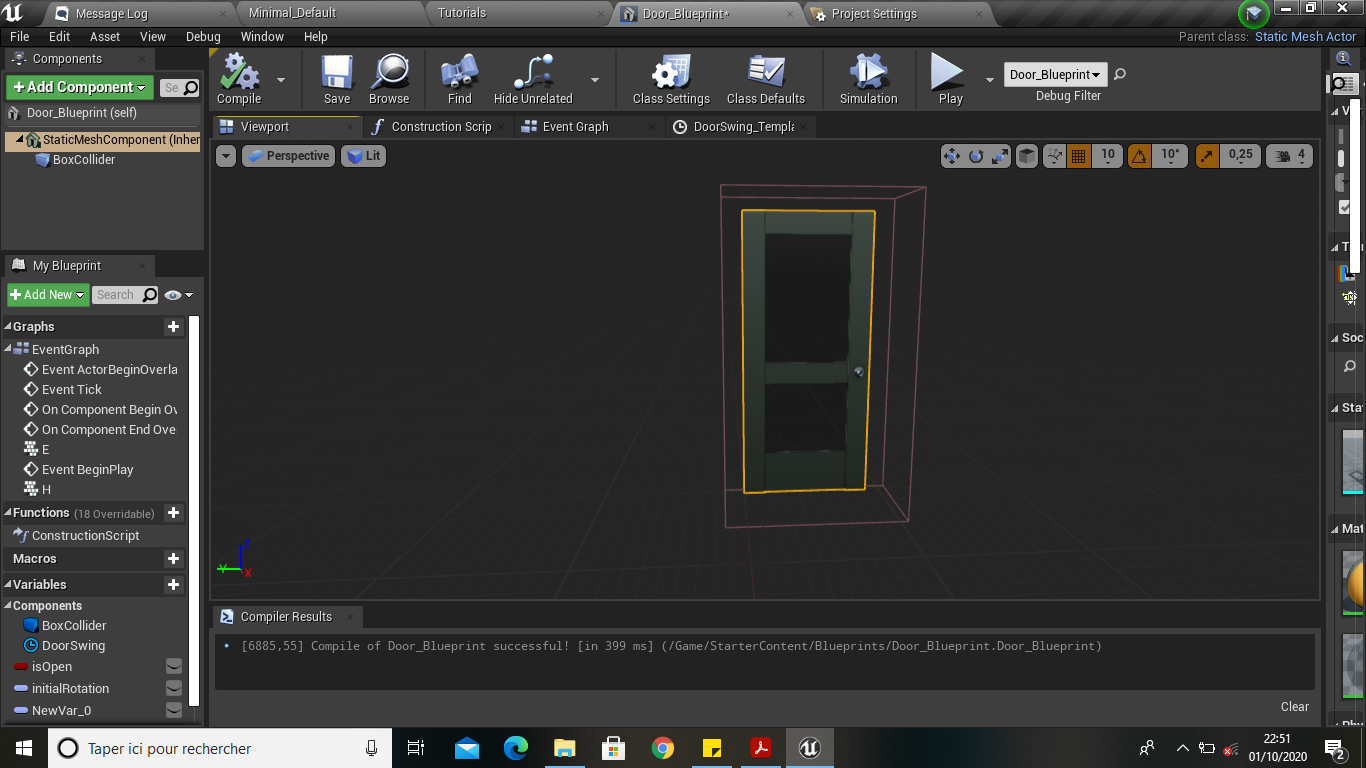 Message Log
Minimal_Default
Tutorials
Door_Blueprint*
Project Settings
File Edit Asset View Debug Window Help
Parent class: Static Mesh Actor
Components
+ Add Component
Se
Door_Blueprint (self)
StaticMeshComponent (Inher
BoxCollider
Compile
Save
Browse
Find
Hide Unrelated
Class Settings
Class Defaults
Simulation
Play
Door_Blueprint
Debug Filter
Viewport
Construction Scrip
Event Graph
DoorSwing_Templa
Perspective
Lit
10
10°
0,25
4
My Blueprint
+ Add New
Search
Graphs
EventGraph
Event ActorBeginOverla
Event Tick
On Component Begin Ov
On Component End Ove
E
Event BeginPlay
H
Functions (18 Overridable)
ConstructionScript
Macros
Variables
Components
BoxCollider
DoorSwing
isOpen
initialRotation
NewVar_0
Z
Y
X
Soc
Sta
Mat
Compiler Results
• [6885,55] Compile of Door_Blueprint successful! [in 399 ms] (/Game/StarterContent/Blueprints/Door_Blueprint.Door_Blueprint)
Clear
Taper ici pour rechercher
22:51
01/10/2020
2